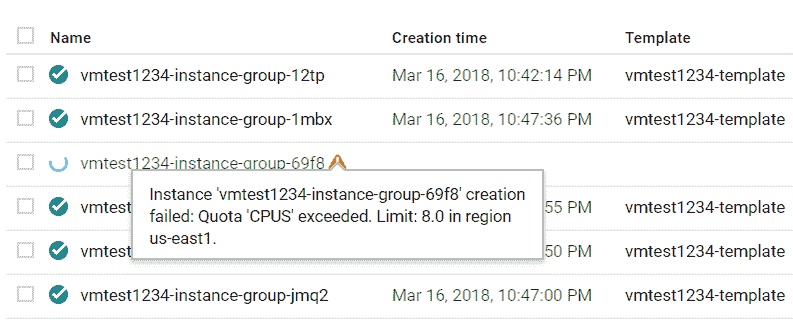 Name Creation time Template
vmtest1234-instance-group-12tp Mar 16, 2018, 10:42:14 PM vmtest1234-template
vmtest1234-instance-group-1mbx Mar 16, 2018, 10:47:36 PM vmtest1234-template
vmtest1234-instance-group-69f8
Instance 'vmtest1234-instance-group-69f8' creation
failed: Quota 'CPUS' exceeded. Limit: 8.0 in region
us-east1.
55 PM vmtest1234-template
50 PM vmtest1234-template
vmtest1234-instance-group-jmq2 Mar 16, 2018, 10:47:00 PM vmtest1234-template